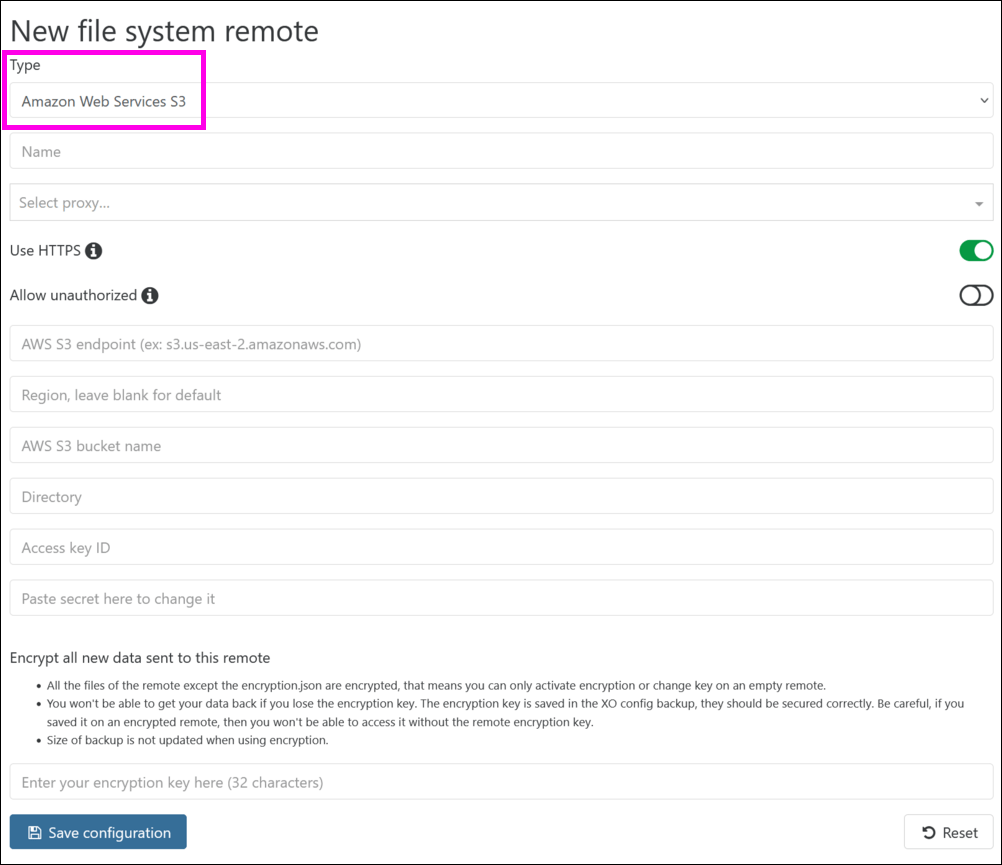 New file system remote
Type
Amazon Web Services S3
Name
Select proxy...
Use HTTPS
Allow unauthorized
AWS S3 endpoint (ex: s3.us-east-2.amazonaws.com)
Region, leave blank for default
AWS S3 bucket name
Directory
Access key ID
Paste secret here to change it
Encrypt all new data sent to this remote
• All the files of the remote except the encryption.json are encrypted, that means you can only activate encryption or change key on an empty remote.
• You won't be able to get your data back if you lose the encryption key. The encryption key is saved in the XO config backup, they should be secured correctly. Be careful, if you
saved it on an encrypted remote, then you won't be able to access it without the remote encryption key.
• Size of backup is not updated when using encryption.
Enter your encryption key here (32 characters)
Save configuration
Reset